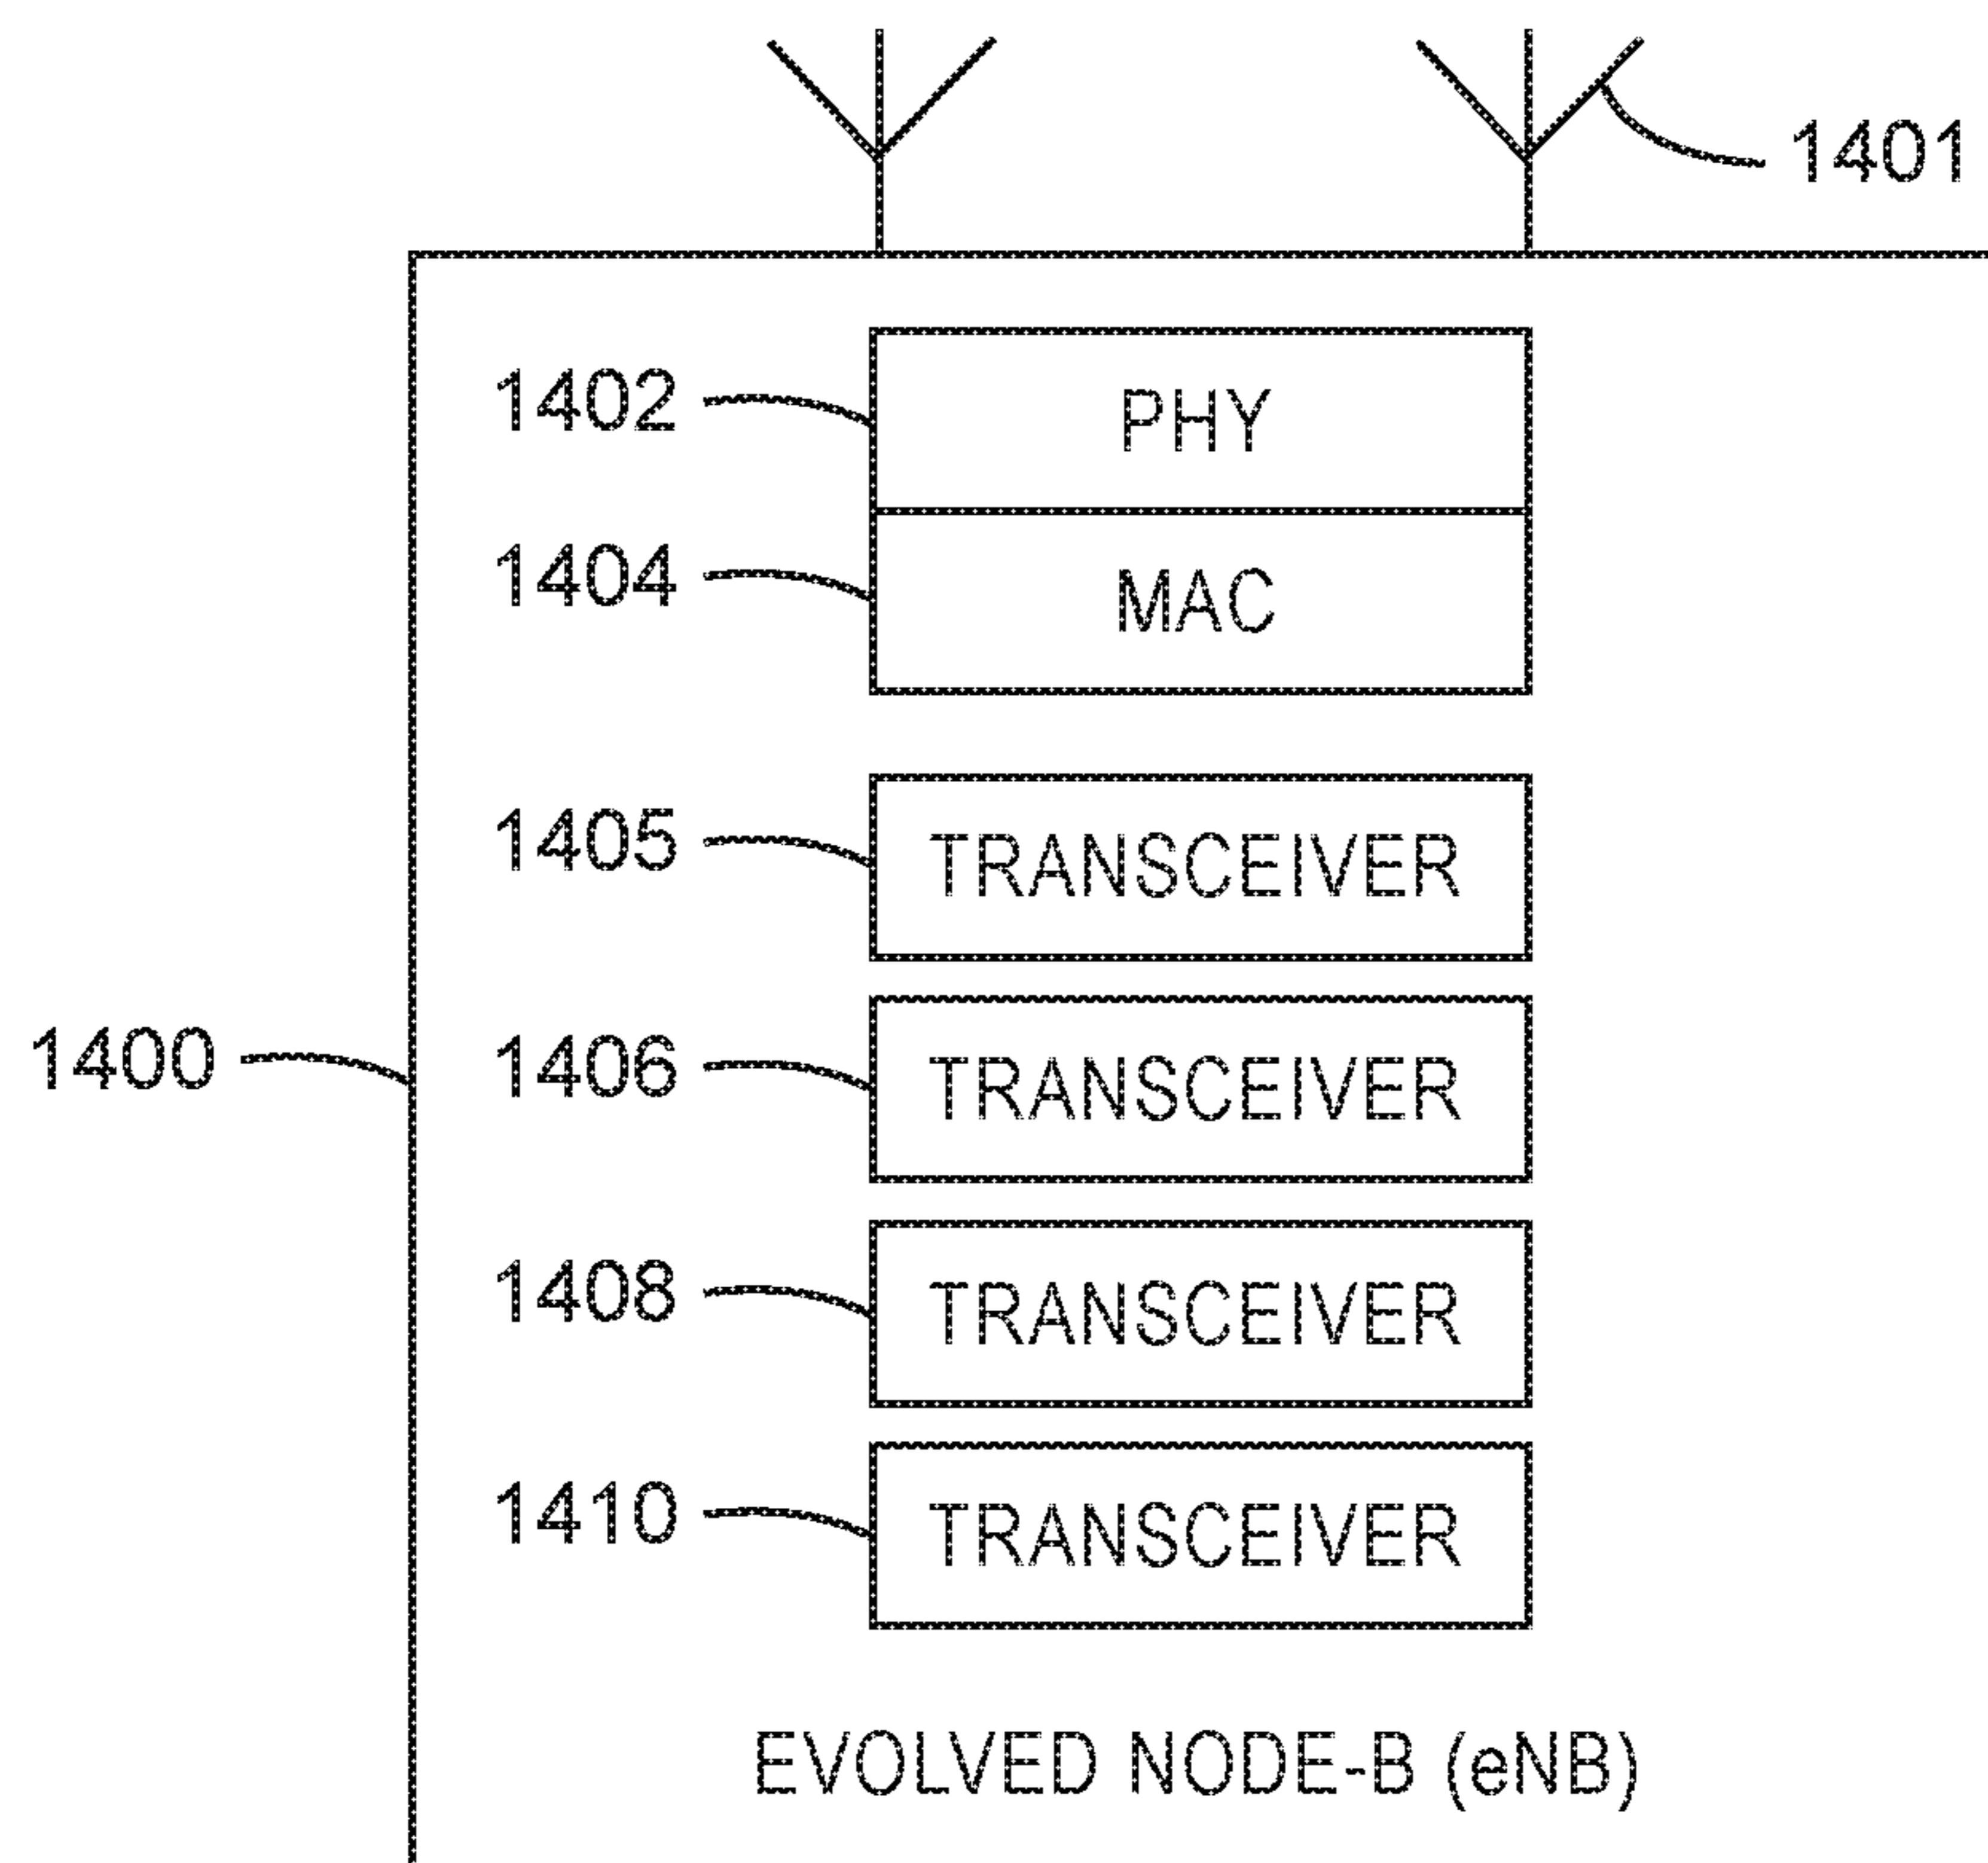 1401
1402 PHY
1404 MAC
1405 TRANSCEIVER
1400 1406 TRANSCEIVER
1408 TRANSCEIVER
1410 TRANSCEIVER
EVOLVED NODE-B (eNB)